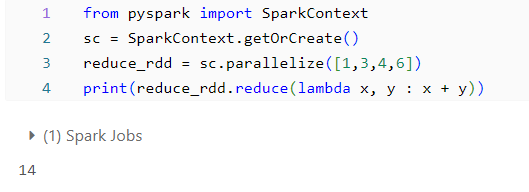 1 from pyspark import SparkContext
2 sc = SparkContext.getOrCreate()
3 reduce_rdd = sc.parallelize([1,3,4,6])
4 print(reduce_rdd.reduce(lambda x, y : x + y))
(1) Spark Jobs
14